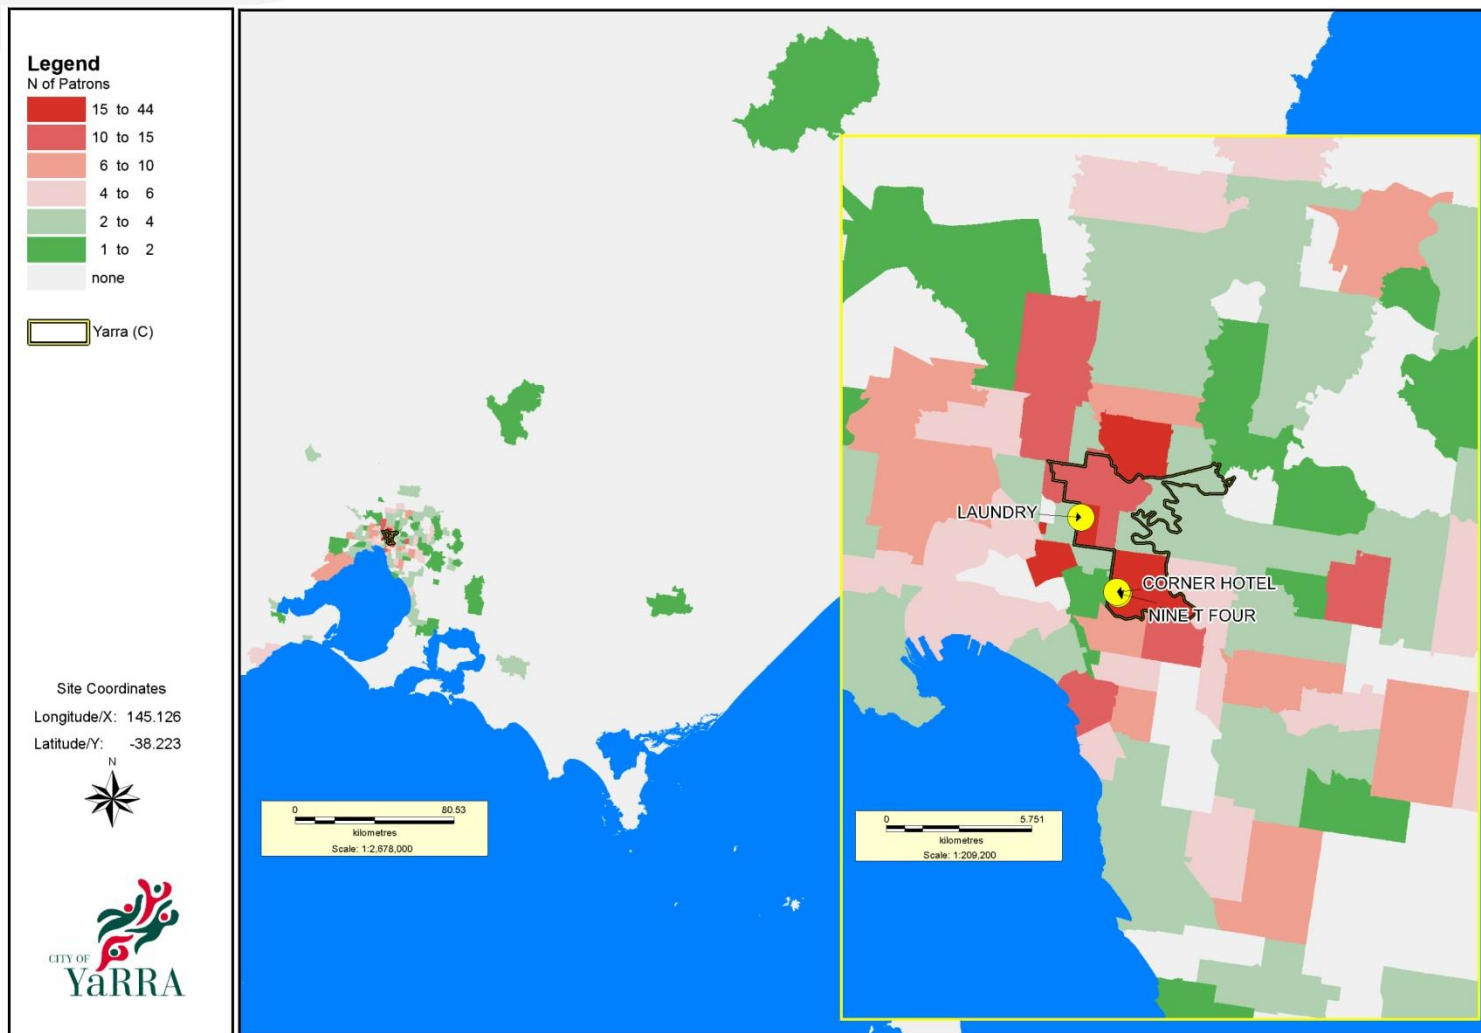 Legend
N of Patrons
15 to 44
10 to 15
6 to 10
4 to 6
2 to 4
1 to 2
none
Yarra (C)
Site Coordinates
Longitude/X: 145.126
Latitude/Y: -38.223
N
CITY OF
YaRRA
0 80.53
kilometres
Scale: 1:2,678,000
LAUNDRY
CORNER HOTEL
NINE T FOUR
0 5.751
kilometres
Scale: 1:209,200